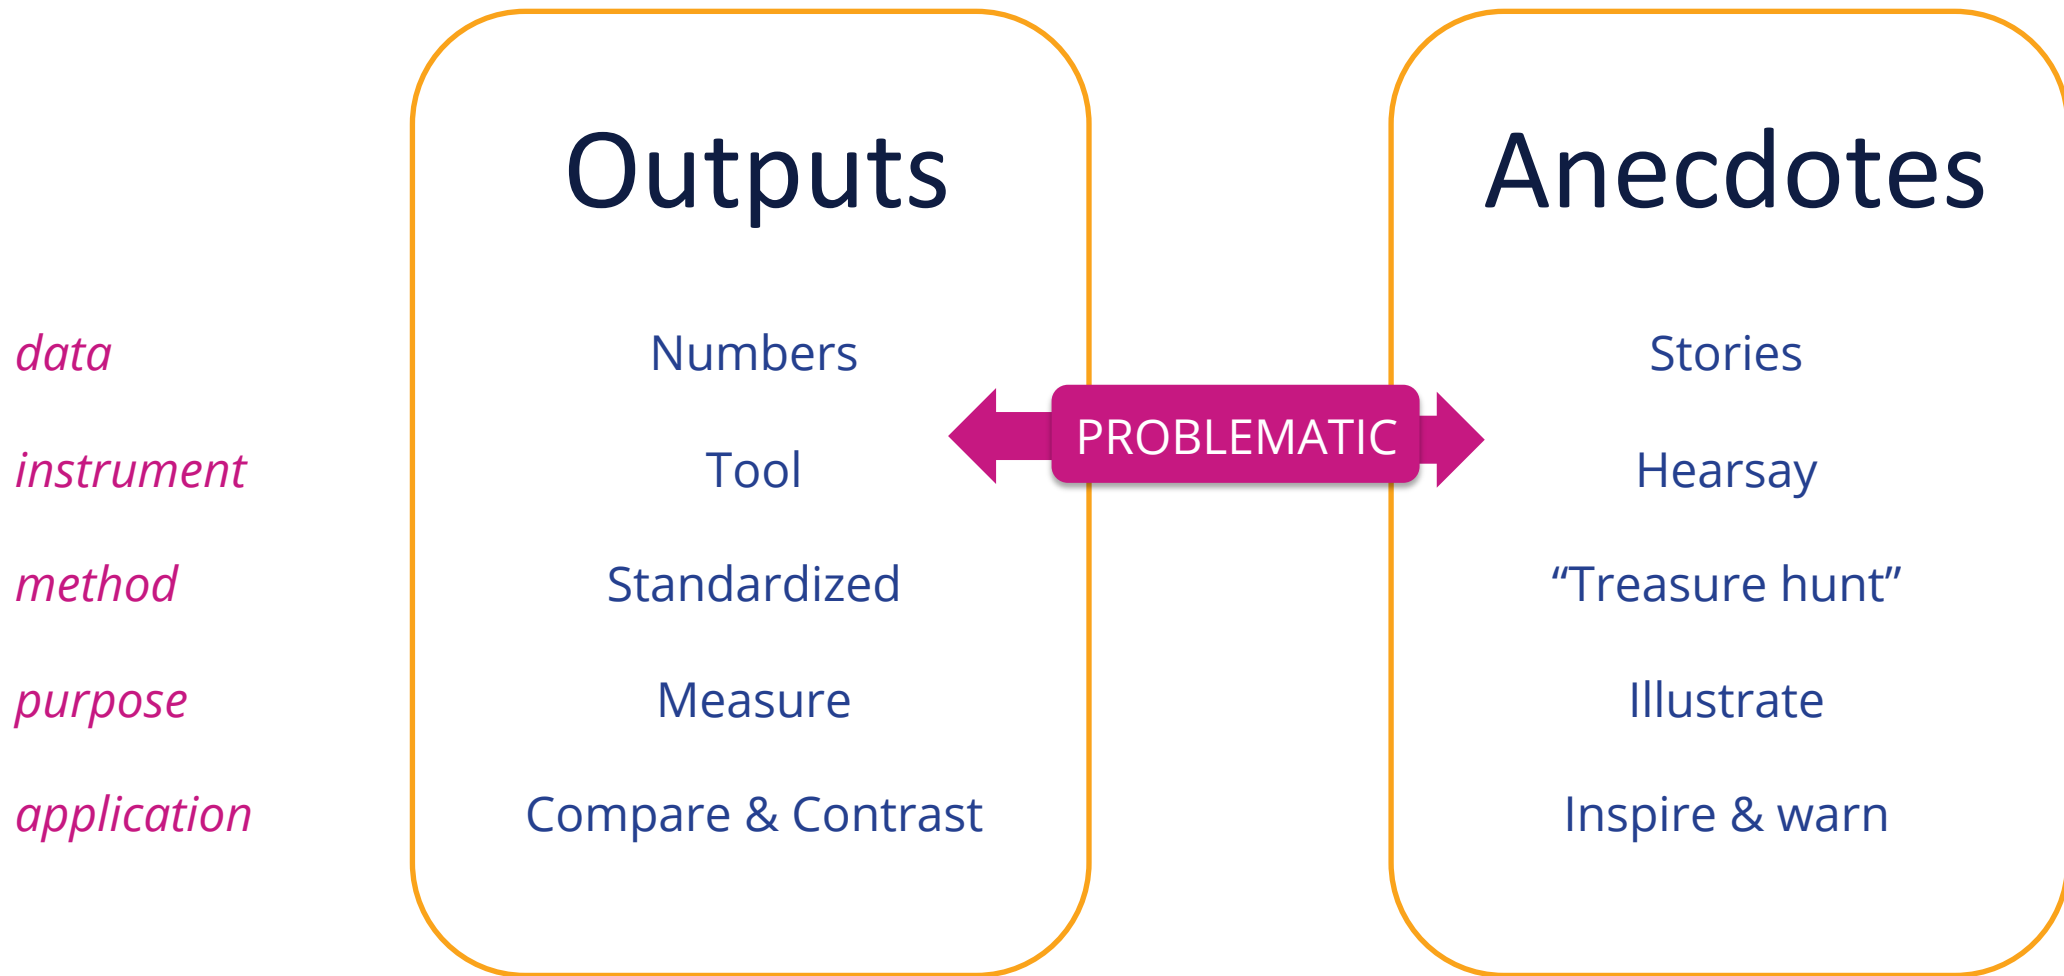 Outputs Anecdotes
data Numbers Stories
PROBLEMATIC
instrument Tool Hearsay
method Standardized “Treasure hunt”
purpose Measure Illustrate
application Compare & Contrast Inspire & warn